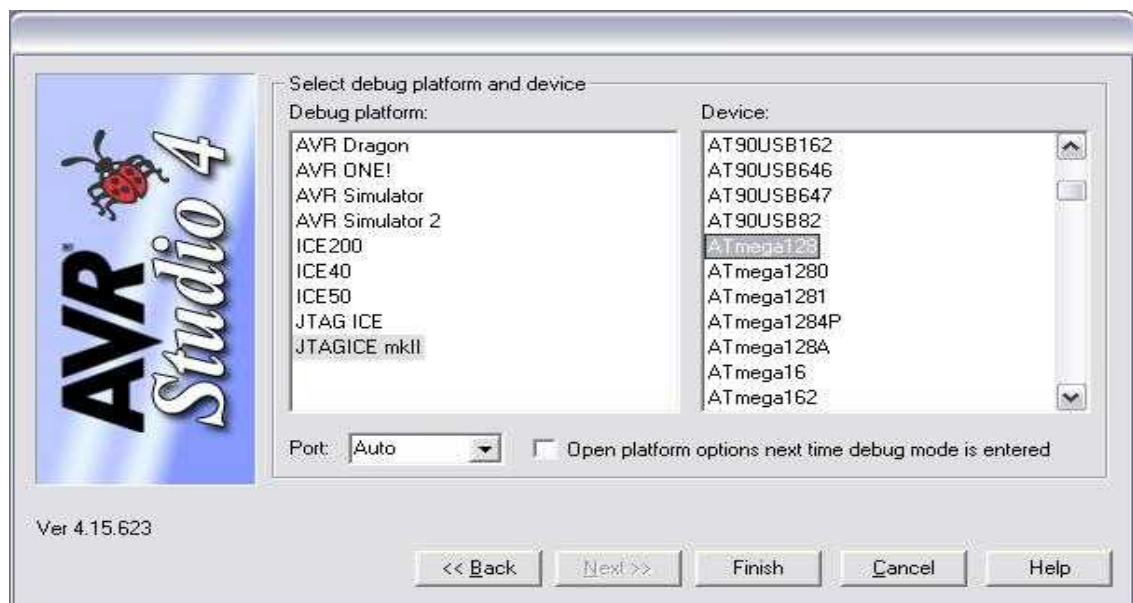 AVR® Studio 4
Select debug platform and device
Debug platform:
AVR Dragon
AVR ONE!
AVR Simulator
AVR Simulator 2
ICE200
ICE40
ICE50
JTAG ICE
JTAGICE mkII
Device:
AT90USB162
AT90USB646
AT90USB647
AT90USB82
ATmega128
ATmega1280
ATmega1281
ATmega1284P
ATmega128A
ATmega16
ATmega162
Port: Auto
Open platform options next time debug mode is entered
Ver 4.15.623
<< Back Next >> Finish Cancel Help